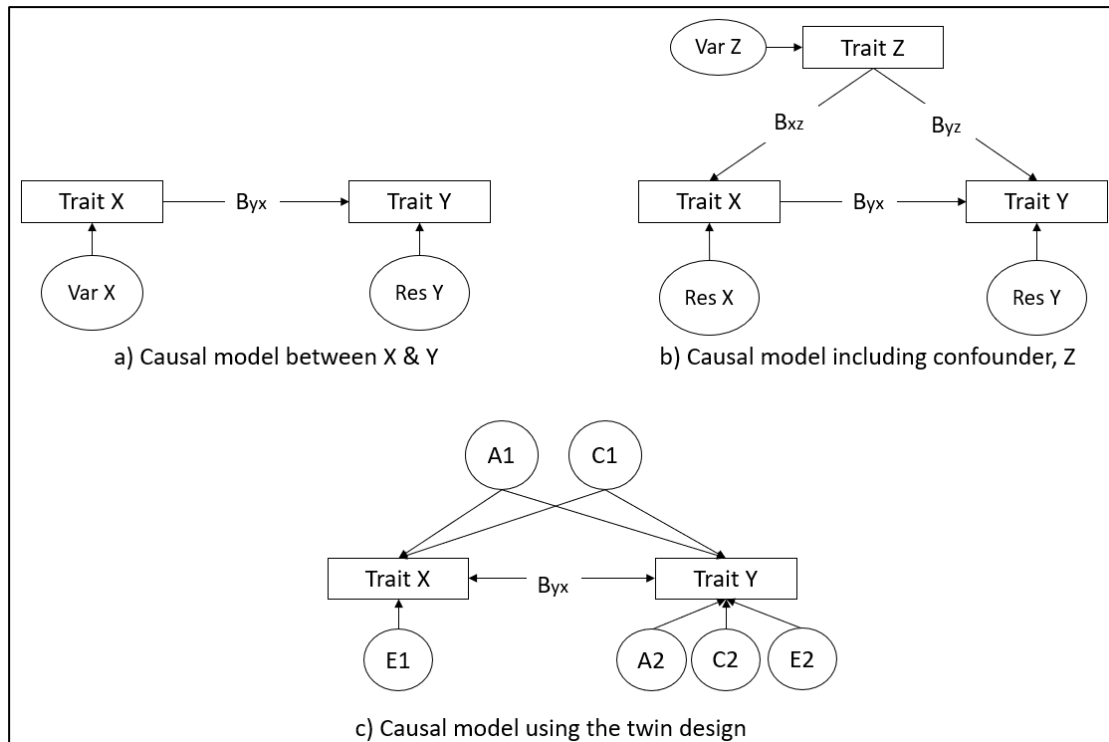 Var Z
Trait Z
Bxz
Byz
Trait X
Byx
Trait Y
Var X
Res Y
a) Causal model between X & Y
Trait X
Byx
Trait Y
Res X
Res Y
b) Causal model including confounder, Z
A1
C1
Trait X
Byx
Trait Y
E1
A2
C2
E2
c) Causal model using the twin design